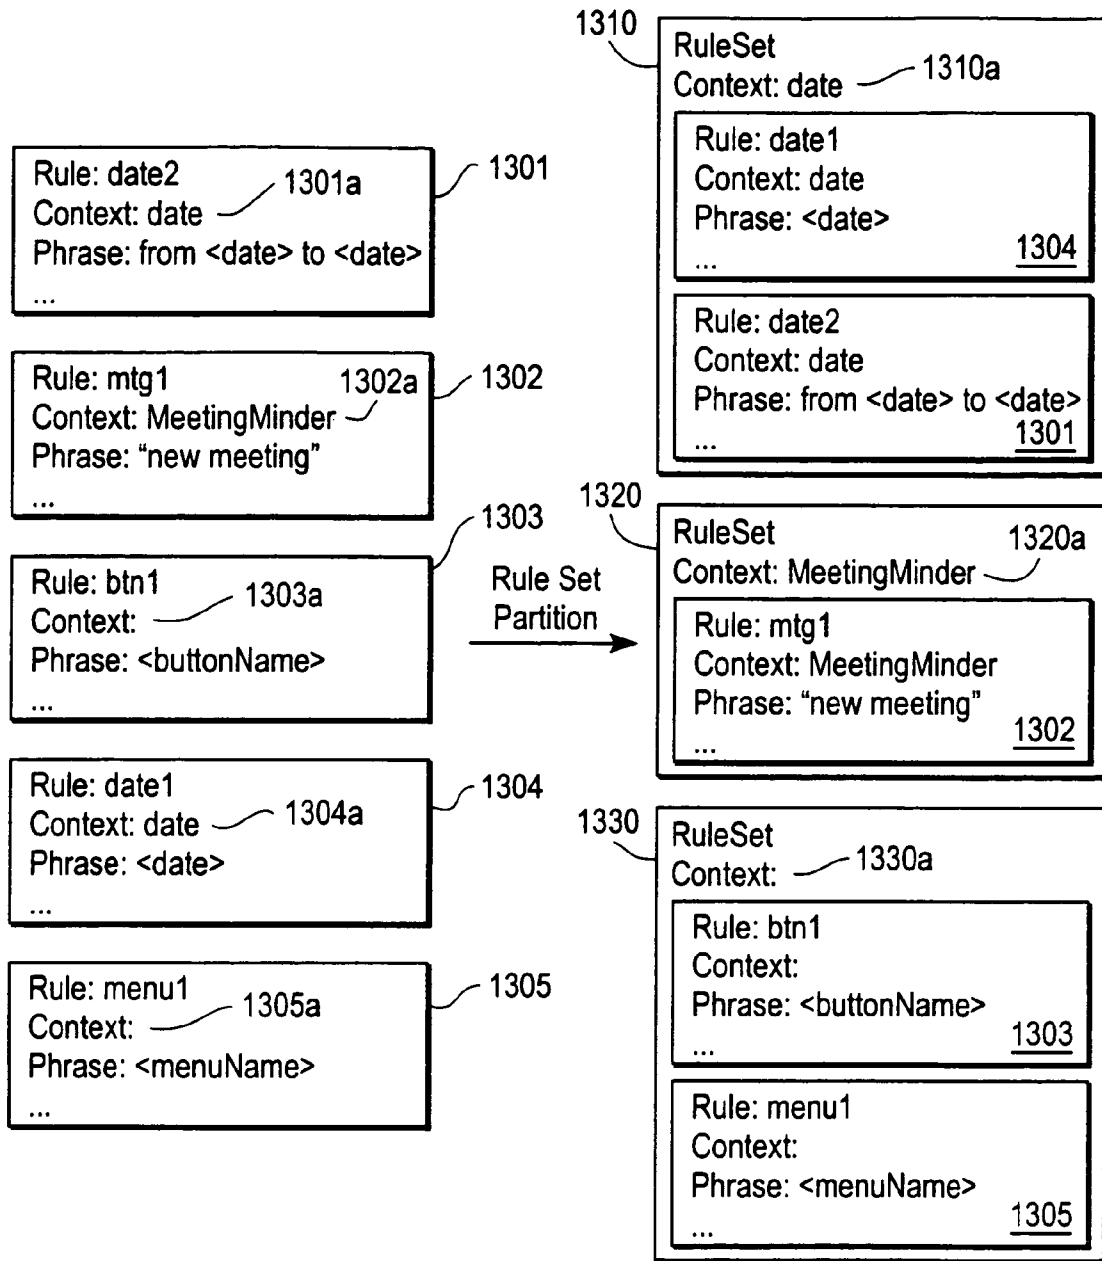 Rule: date2
1301a
1301
Context: date
Phrase: from <date> to <date>
...
Rule: mtg1
1302a
1302
Context: MeetingMinder
Phrase: “new meeting”
...
1303
Rule: btn1
1303a
Context:
Phrase: <buttonName>
...
Rule: date1
1304
Context: date
1304a
Phrase: <date>
...
Rule: menu1
1305
Context:
1305a
Phrase: <menuName>
...
Rule Set
Partition
1310
RuleSet
1310a
Context: date
Rule: date1
Context: date
Phrase: <date>
1304
...
Rule: date2
Context: date
Phrase: from <date> to <date>
1301
...
1320
RuleSet
1320a
Context: MeetingMinder
Rule: mtg1
Context: MeetingMinder
Phrase: “new meeting”
1302
...
1330
RuleSet
1330a
Context:
Rule: btn1
Context:
Phrase: <buttonName>
1303
...
Rule: menu1
Context:
Phrase: <menuName>
1305
...